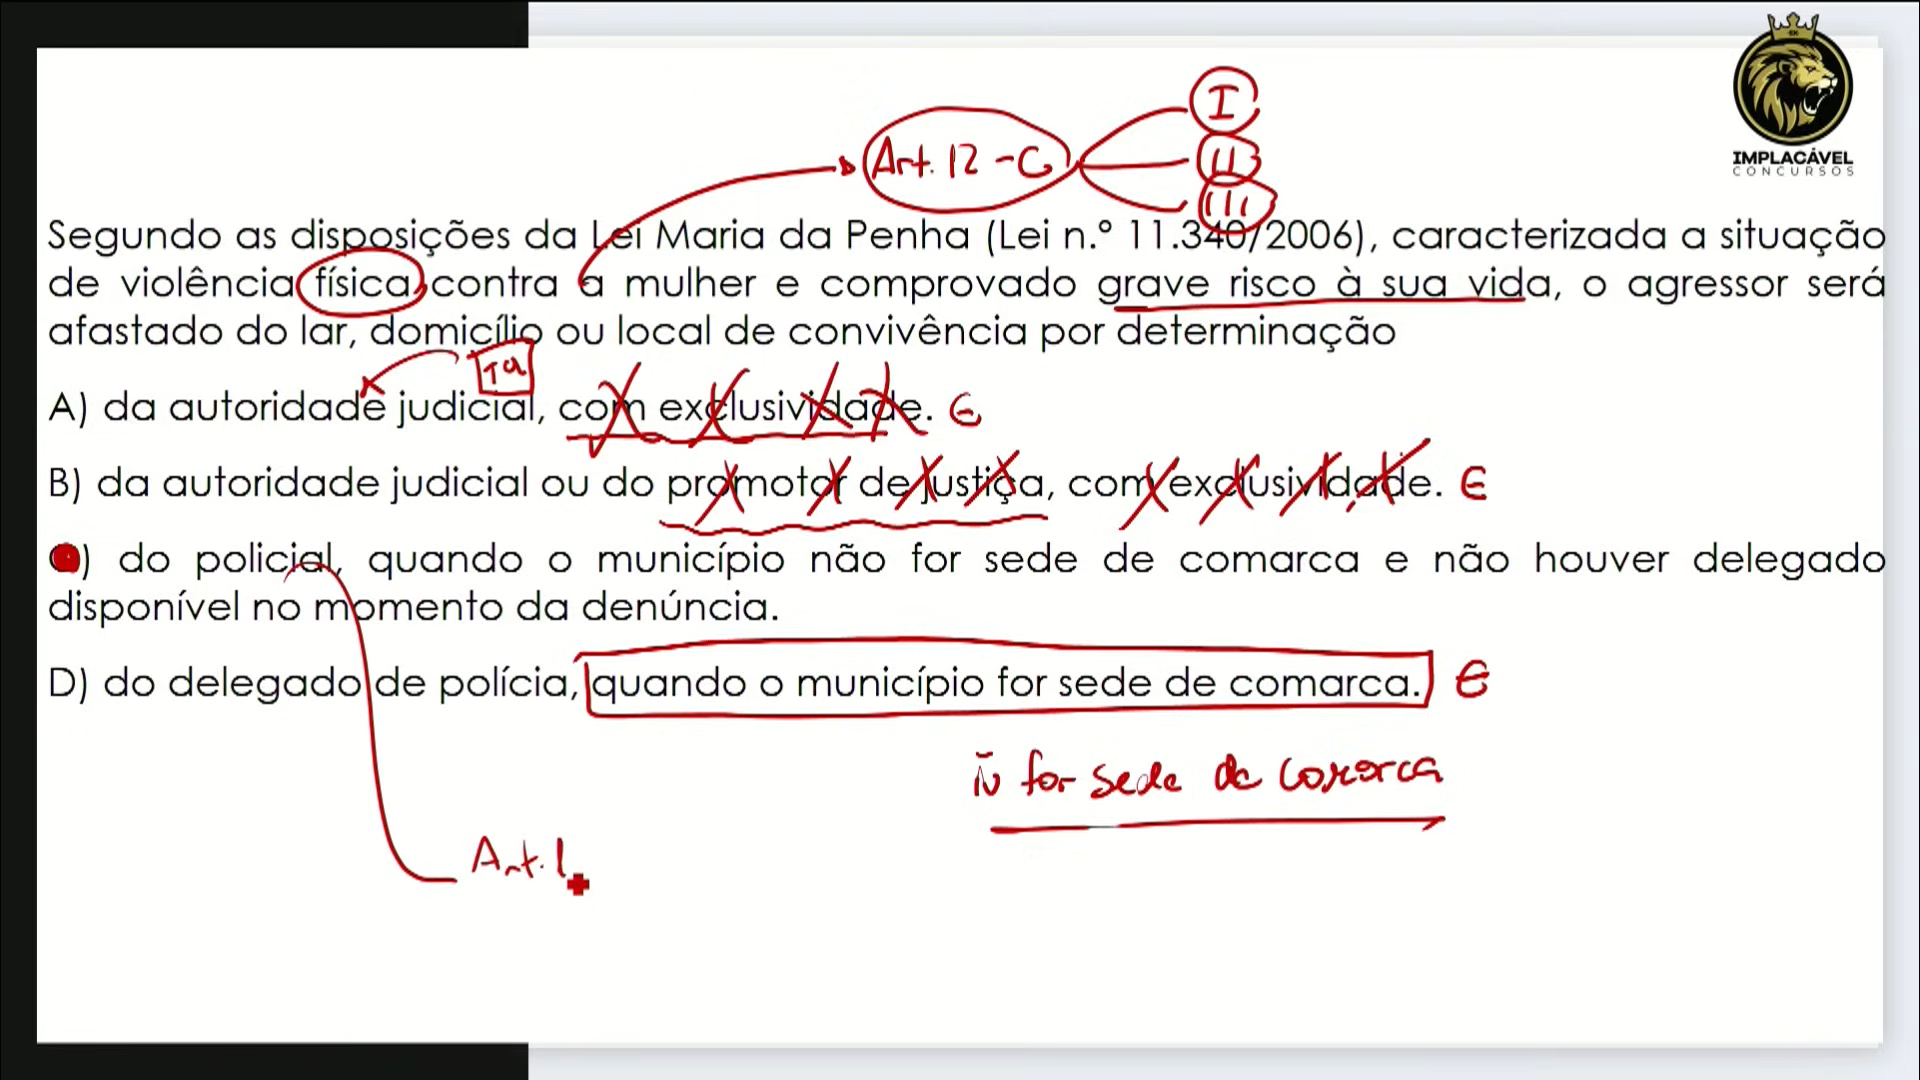 IMPLACÁVEL
CONCURSOS
I
Art. 12-C
II
III
Segundo as disposições da Lei Maria da Penha (Lei n.º 11.340/2006), caracterizada a situação
de violência física contra a mulher e comprovado grave risco à sua vida, o agressor será
afastado do lar, domicílio ou local de convivência por determinação
A) da autoridade judicial, com exclusividade. E
B) da autoridade judicial ou do promotor de justiça, com exclusividade. E
) do policial, quando o município não for sede de comarca e não houver delegado
disponível no momento da denúncia.
D) do delegado de polícia, quando o município for sede de comarca. E
Ñ for sede de comarca
Art. 1